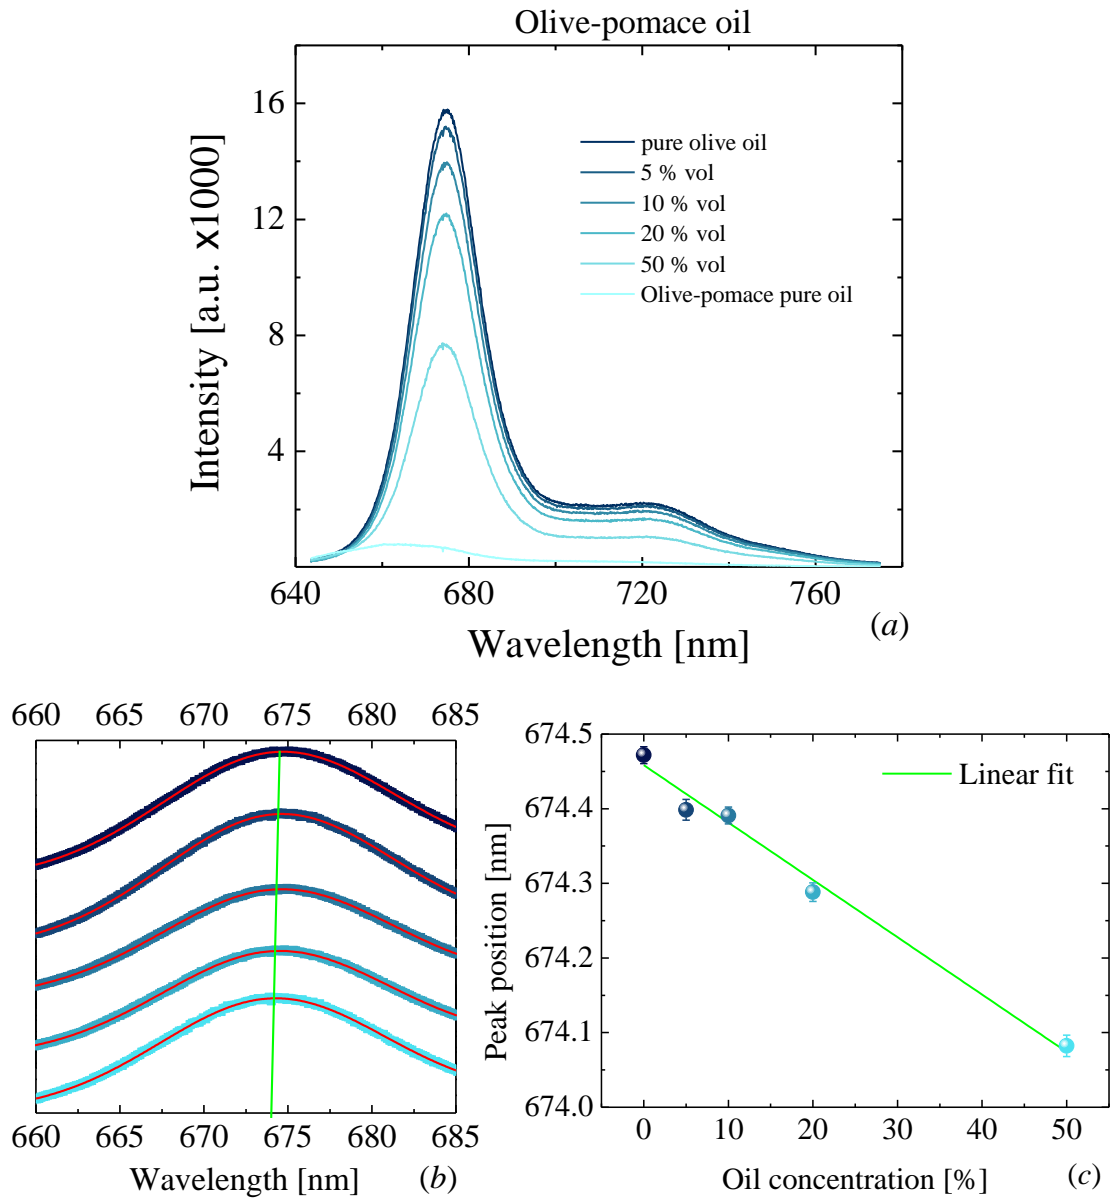 Olive-pomace oil
16
12
8
4
Intensity [a.u. x1000]
pure olive oil
5 % vol
10 % vol
20 % vol
50 % vol
Olive-pomace pure oil
640 680 720 760
Wavelength [nm]
(a)
660 665 670 675 680 685
660 665 670 675 680 685
Wavelength [nm]
(b)
674.5
674.4
674.3
674.2
674.1
674.0
Peak position [nm]
Linear fit
0 10 20 30 40 50
Oil concentration [%]
(c)